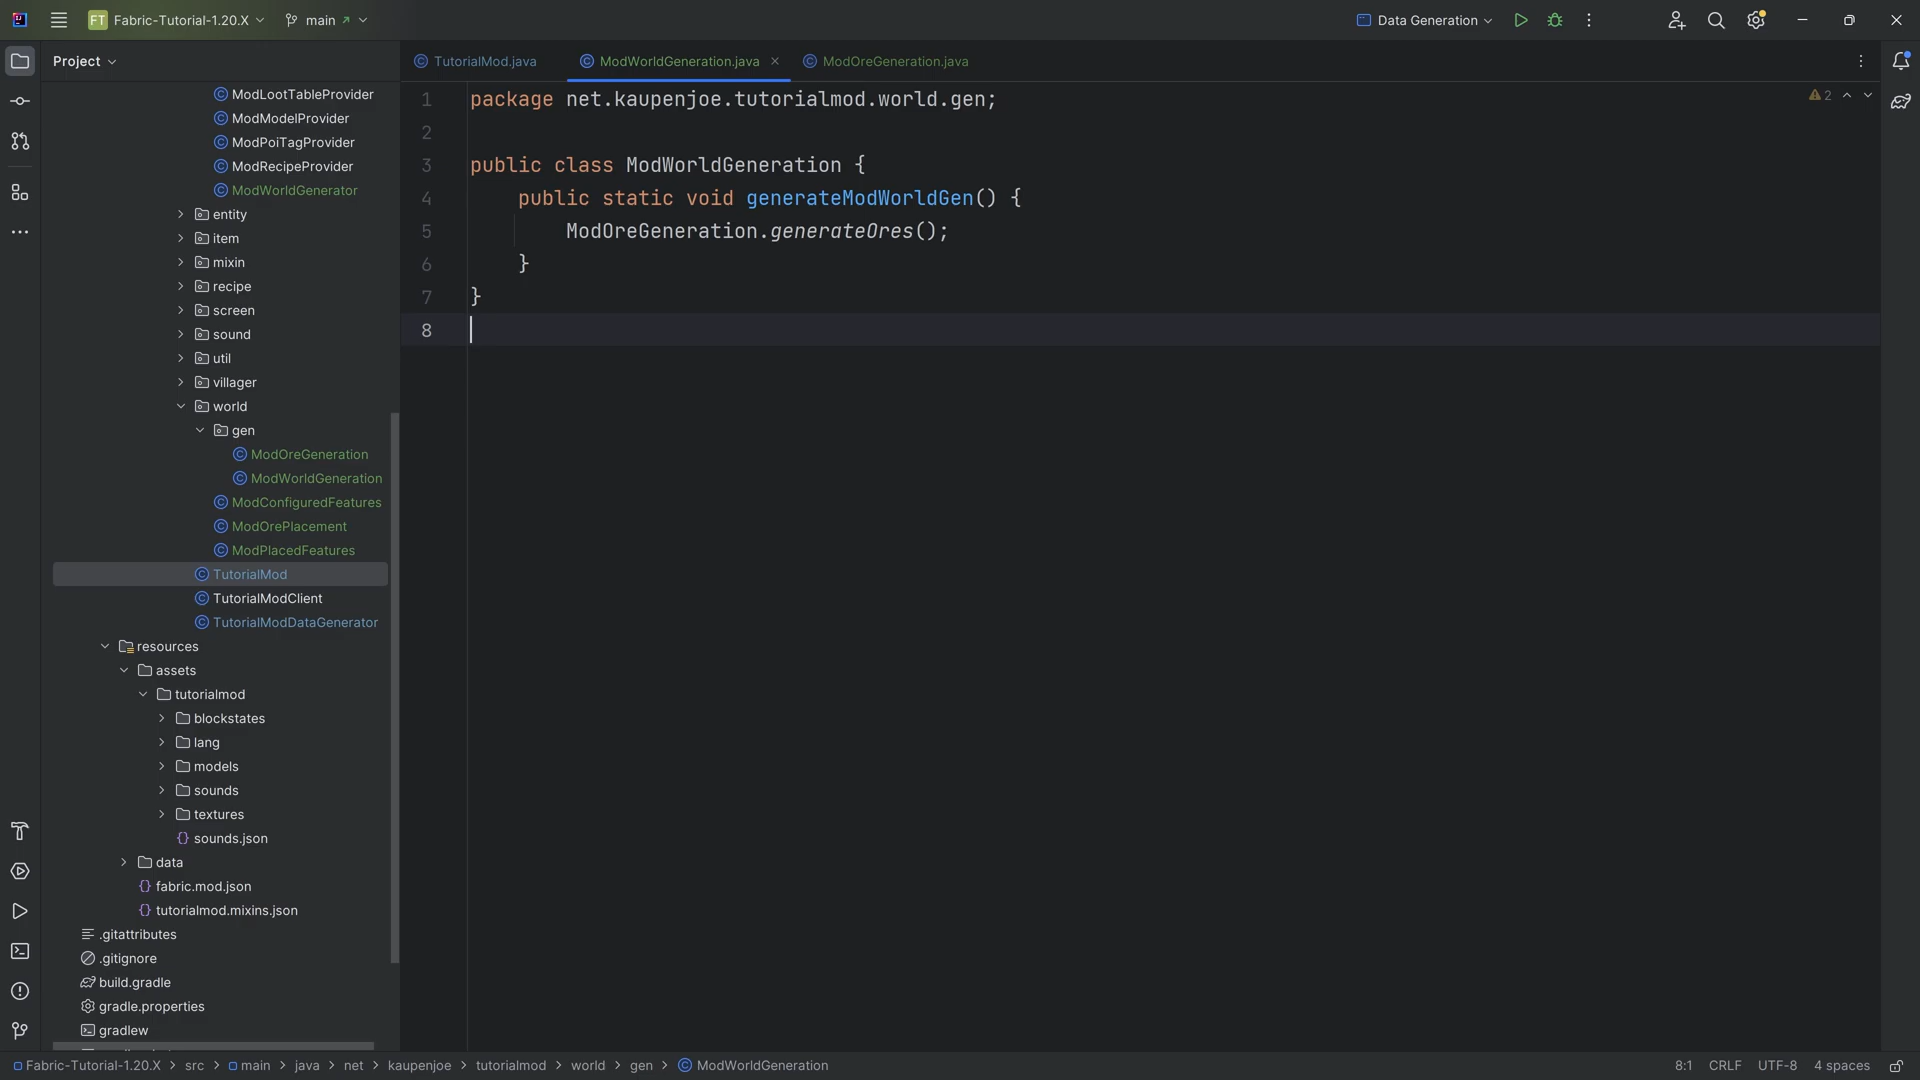 FT Fabric-Tutorial-1.20.X main Data Generation
Project
TutorialMod.java ModWorldGeneration.java ModOreGeneration.java
ModLootTableProvider
ModModelProvider
ModPoiTagProvider
ModRecipeProvider
ModWorldGenerator
entity
item
mixin
recipe
screen
sound
util
villager
world
gen
ModOreGeneration
ModWorldGeneration
ModConfiguredFeatures
ModOrePlacement
ModPlacedFeatures
TutorialMod
TutorialModClient
TutorialModDataGenerator
resources
assets
tutorialmod
blockstates
lang
models
sounds
textures
sounds.json
data
fabric.mod.json
tutorialmod.mixins.json
.gitattributes
.gitignore
build.gradle
gradle.properties
gradlew
1 package net.kaupenjoe.tutorialmod.world.gen;
2
3 public class ModWorldGeneration {
4 public static void generateModWorldGen() {
5 ModOreGeneration.generateOres();
6 }
7 }
8
2
Fabric-Tutorial-1.20.X > src > main > java > net > kaupenjoe > tutorialmod > world > gen > ModWorldGeneration
8:1 CRLF UTF-8 4 spaces